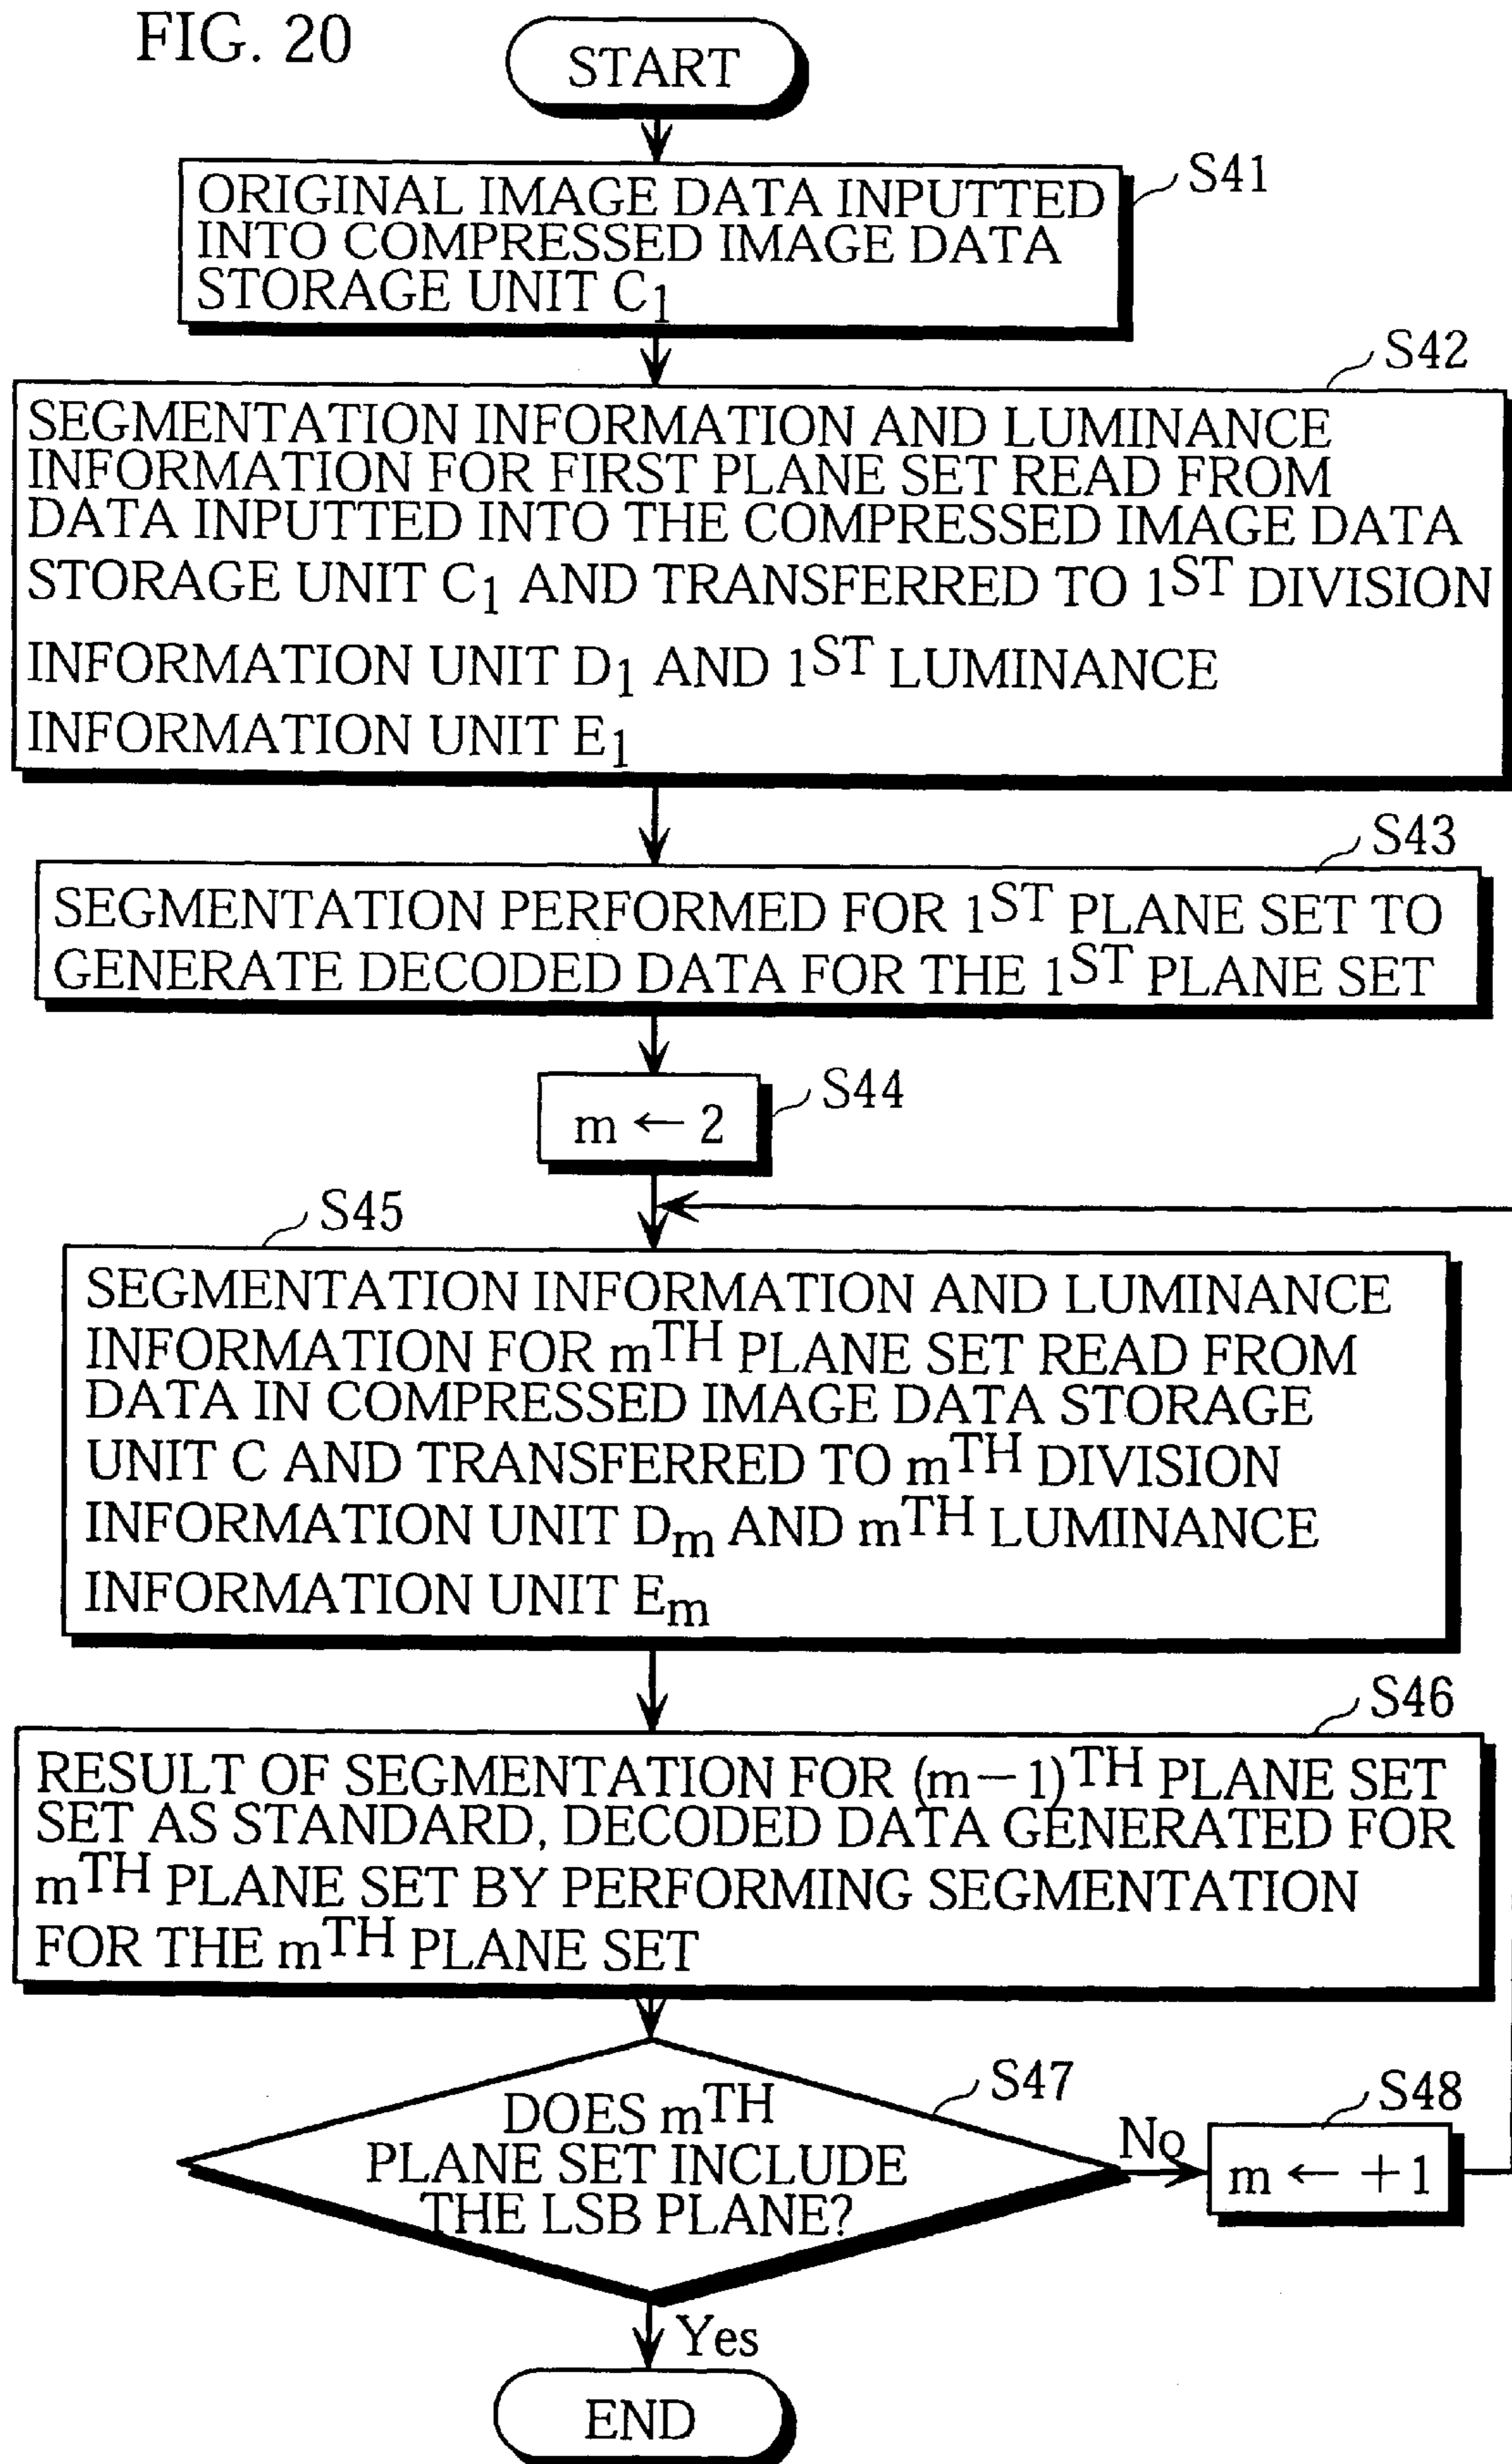 FIG. 20
START
S41
ORIGINAL IMAGE DATA INPUTTED
INTO COMPRESSED IMAGE DATA
STORAGE UNIT C1
S42
SEGMENTATION INFORMATION AND LUMINANCE
INFORMATION FOR FIRST PLANE SET READ FROM
DATA INPUTTED INTO THE COMPRESSED IMAGE DATA
STORAGE UNIT C1 AND TRANSFERRED TO 1ST DIVISION
INFORMATION UNIT D1 AND 1ST LUMINANCE
INFORMATION UNIT E1
S43
SEGMENTATION PERFORMED FOR 1ST PLANE SET TO
GENERATE DECODED DATA FOR THE 1ST PLANE SET
S44
m ← 2
S45
SEGMENTATION INFORMATION AND LUMINANCE
INFORMATION FOR mTH PLANE SET READ FROM
DATA IN COMPRESSED IMAGE DATA STORAGE
UNIT C AND TRANSFERRED TO mTH DIVISION
INFORMATION UNIT Dm AND mTH LUMINANCE
INFORMATION UNIT Em
S46
RESULT OF SEGMENTATION FOR (m−1)TH PLANE SET
SET AS STANDARD, DECODED DATA GENERATED FOR
mTH PLANE SET BY PERFORMING SEGMENTATION
FOR THE mTH PLANE SET
S47
DOES mTH
PLANE SET INCLUDE
THE LSB PLANE?
No
S48
m ← +1
Yes
END